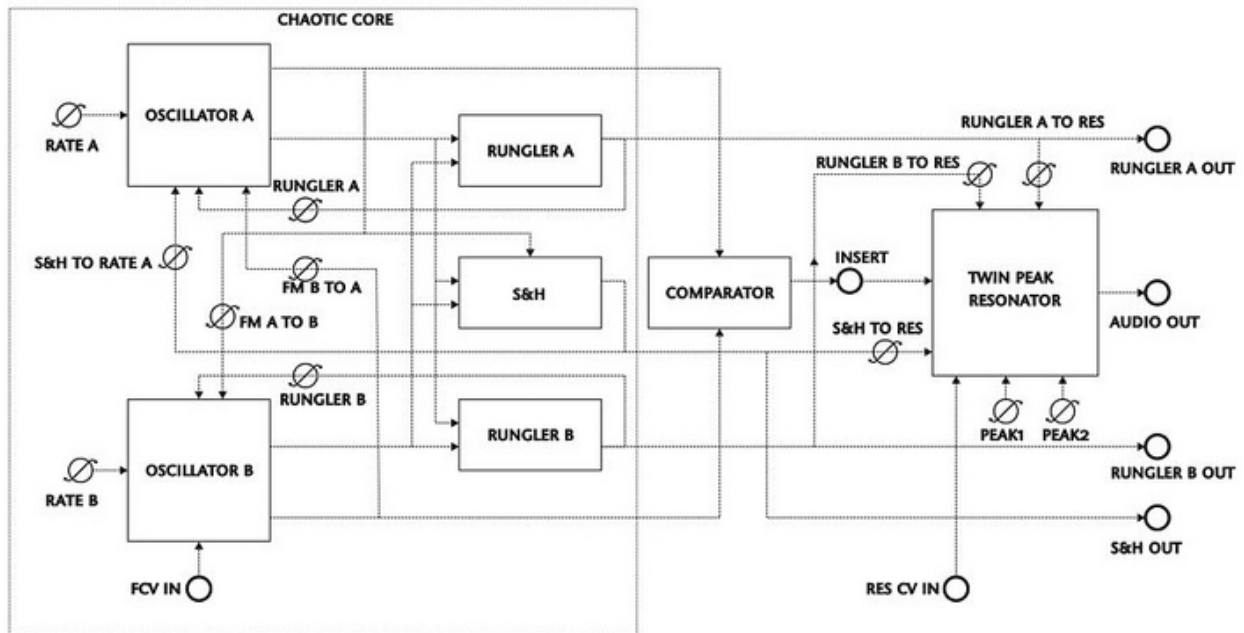 CHAOTIC CORE
OSCILLATOR A
RATE A
RUNGLER A
RUNGLER A TO RES
RUNGLER B TO RES
RUNGLER A OUT
RUNGLER A
S&H TO RATE A
FM B TO A
S&H
COMPARATOR
INSERT
TWIN PEAK
RESONATOR
FM A TO B
S&H TO RES
AUDIO OUT
RUNGLER B
RUNGLER B
PEAK1
PEAK2
OSCILLATOR B
RATE B
RUNGLER B OUT
S&H OUT
FCV IN
RES CV IN